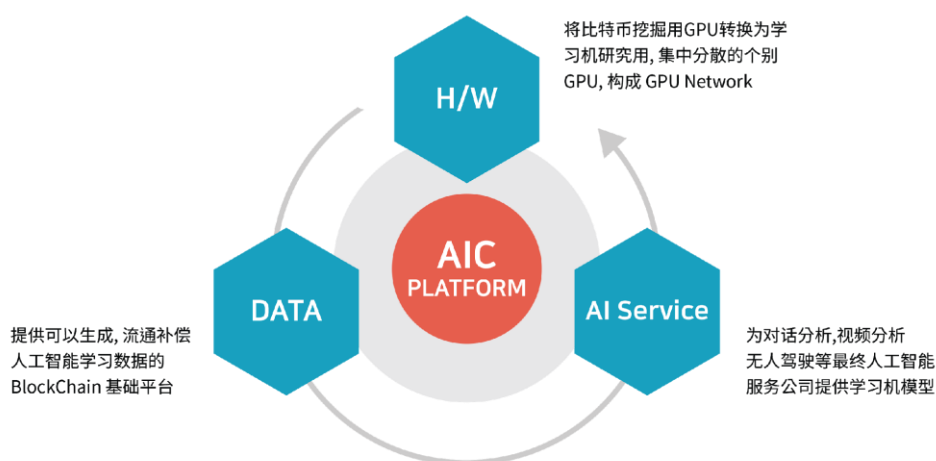 将比特币挖掘用GPU转换为学
习机研究用, 集中分散的个别
GPU, 构成 GPU Network
H/W
AIC
PLATFORM
DATA
AI Service
提供可以生成, 流通补偿
人工智能学习数据的
BlockChain 基础平台
为对话分析,视频分析
无人驾驶等最终人工智能
服务公司提供学习机模型